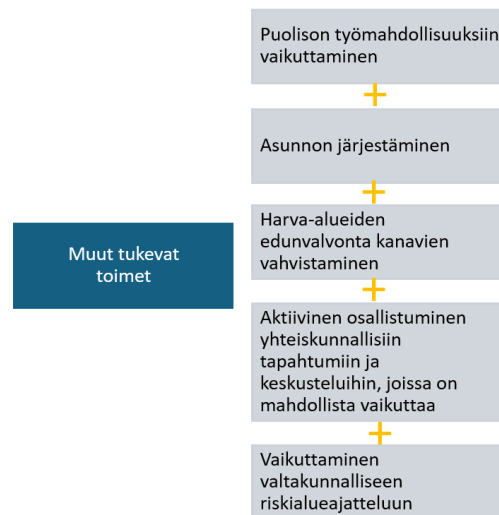 Puolison työmahdollisuuksiin
vaikuttaminen
+
Asunnon järjestäminen
+
Harva-alueiden
edunvalvonta kanavien
vahvistaminen
+
Muut tukevat
toimet
Aktiivinen osallistuminen
yhteiskunnallisiin
tapahtumiin ja
keskusteluihin, joissa on
mahdollista vaikuttaa
+
Vaikuttaminen
valtakunnalliseen
riskialueajatteluun